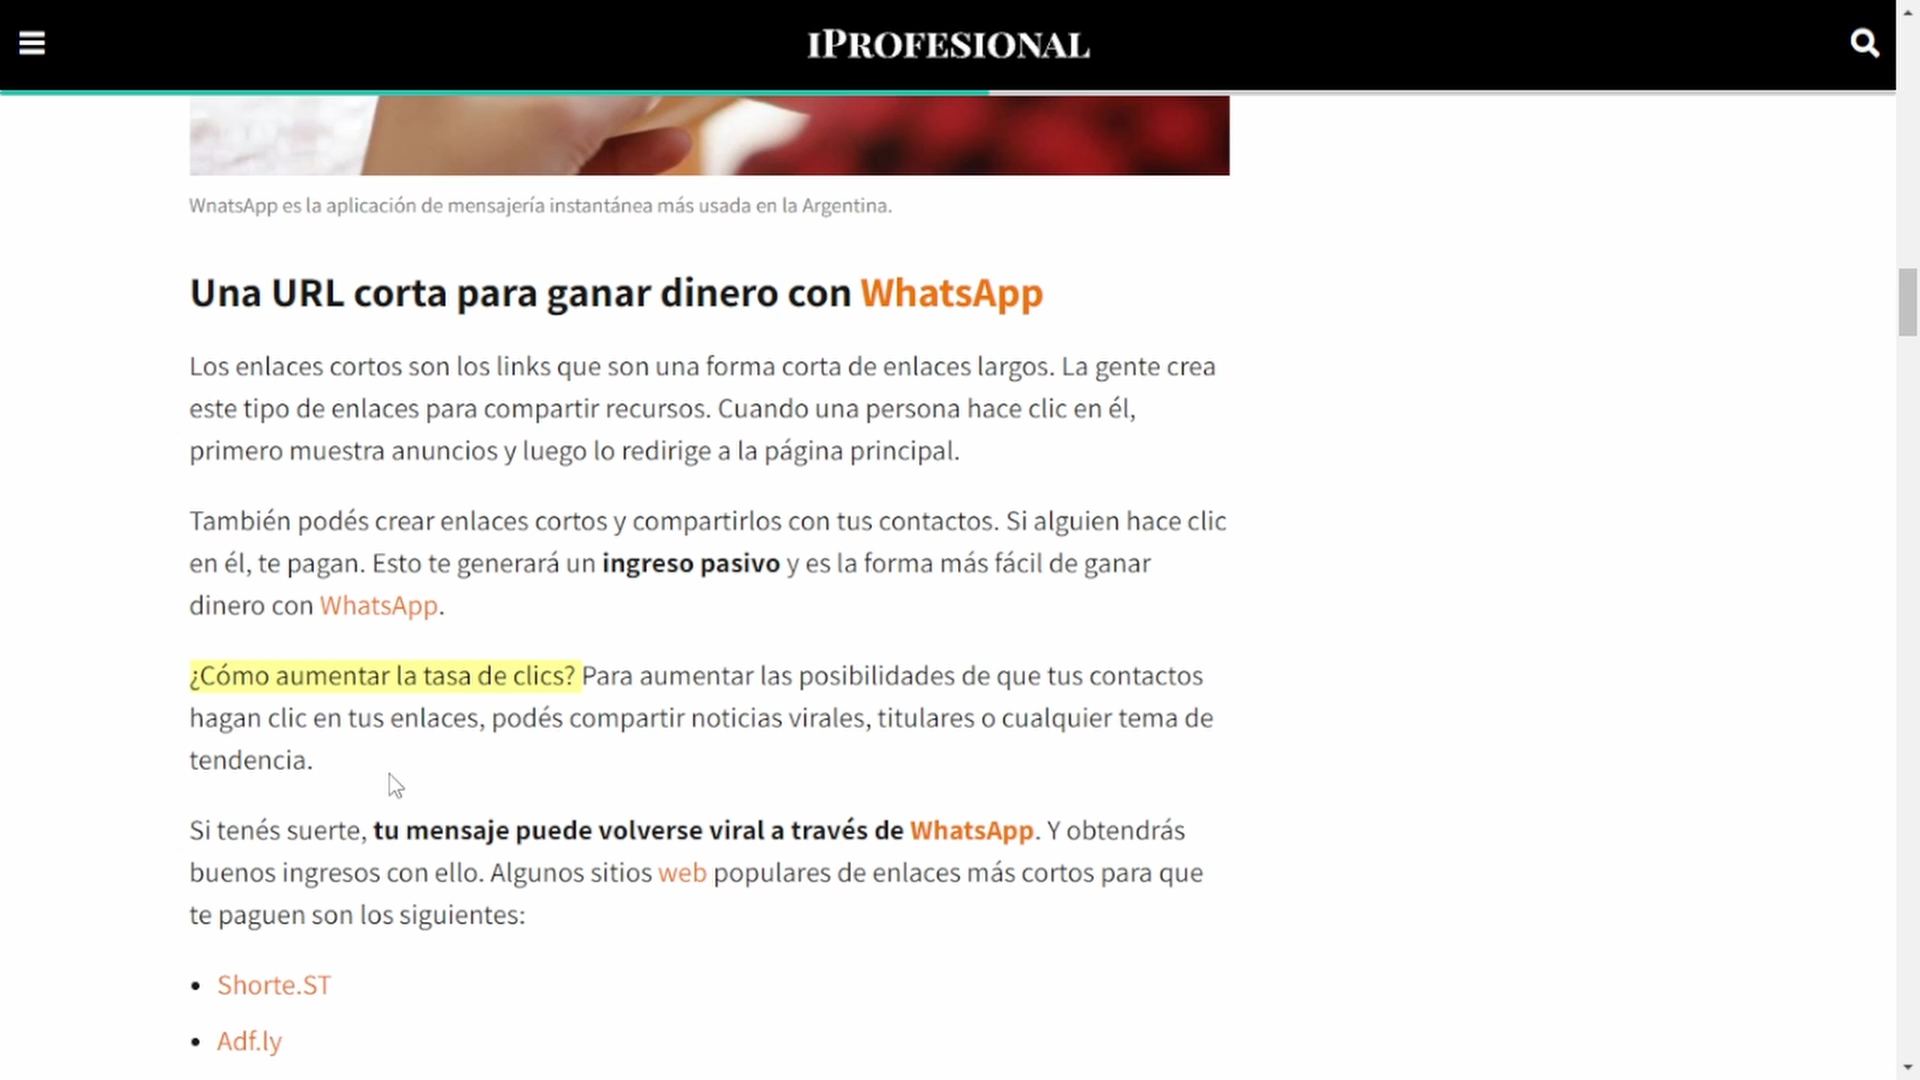 IPROFESIONAL
WnatsApp es la aplicación de mensajería instantánea más usada en la Argentina.
Una URL corta para ganar dinero con WhatsApp
Los enlaces cortos son los links que son una forma corta de enlaces largos. La gente crea
este tipo de enlaces para compartir recursos. Cuando una persona hace clic en él,
primero muestra anuncios y luego lo redirige a la página principal.
También podés crear enlaces cortos y compartirlos con tus contactos. Si alguien hace clic
en él, te pagan. Esto te generará un ingreso pasivo y es la forma más fácil de ganar
dinero con WhatsApp.
¿Cómo aumentar la tasa de clics? Para aumentar las posibilidades de que tus contactos
hagan clic en tus enlaces, podés compartir noticias virales, titulares o cualquier tema de
tendencia.
Si tenés suerte, tu mensaje puede volverse viral a través de WhatsApp. Y obtendrás
buenos ingresos con ello. Algunos sitios web populares de enlaces más cortos para que
te paguen son los siguientes:
• Shorte.ST
• Adf.ly